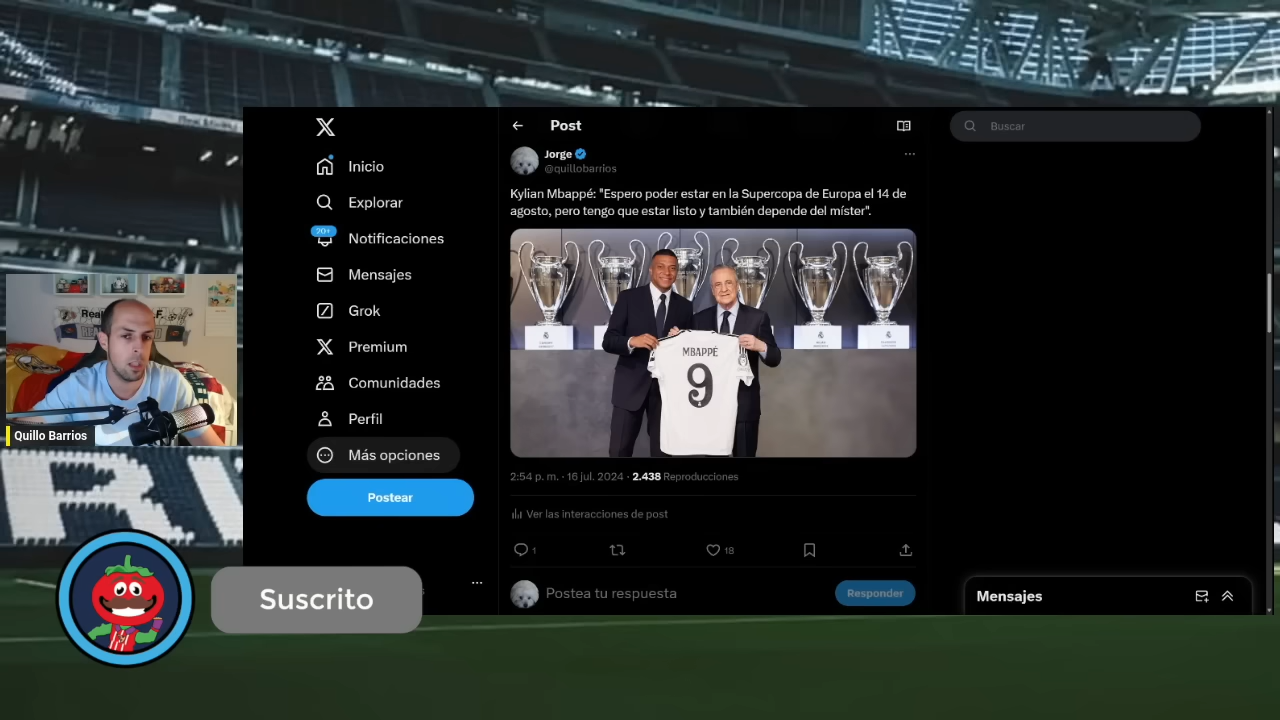 Post
Buscar
Jorge
@quillobarrios
Inicio
Kylian Mbappé: "Espero poder estar en la Supercopa de Europa el 14 de
agosto, pero tengo que estar listo y también depende del míster".
Explorar
20+
Notificaciones
Mensajes
Grok
Premium
Comunidades
Perfil
Más opciones
Postear
MBAPPÉ
9
2:54 p. m. · 16 jul. 2024 · 2.438 Reproducciones
Ver las interacciones de post
1
18
Postea tu respuesta
Responder
Mensajes
Quillo Barrios
Suscrito